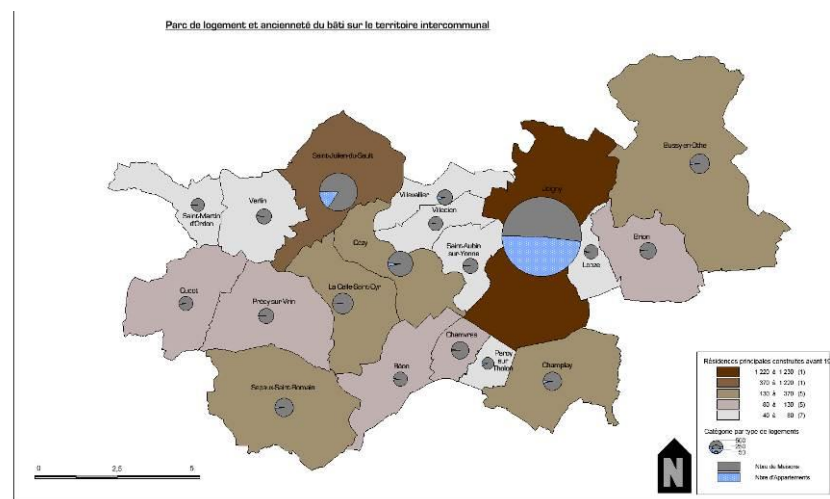 Parc de logement et ancienneté du bâti sur le territoire intercommunal
Bussy-en-Othe
Saint-Julien-du-Sault
Joigny
Villevallier
Verlin
Villecien
Saint-Martin
d'Ordon
Cézy
Saint-Aubin
sur-Yonne
Brion
Looze
Cudot
Précy-sur-Vrin
La Celle-Saint-Cyr
Chamvres
Paroy
sur
Tholon
Béon
Champlay
Sépeaux-Saint-Romain
Résidences principales construites avant 19
1 220 à 1 230 (1)
370 à 1 220 (1)
130 à 370 (5)
80 à 130 (5)
40 à 80 (7)
Catégorie par type de logements
500
250
50
Nbre de Maisons
Nbre d'Appartements
0 2,5 5
N